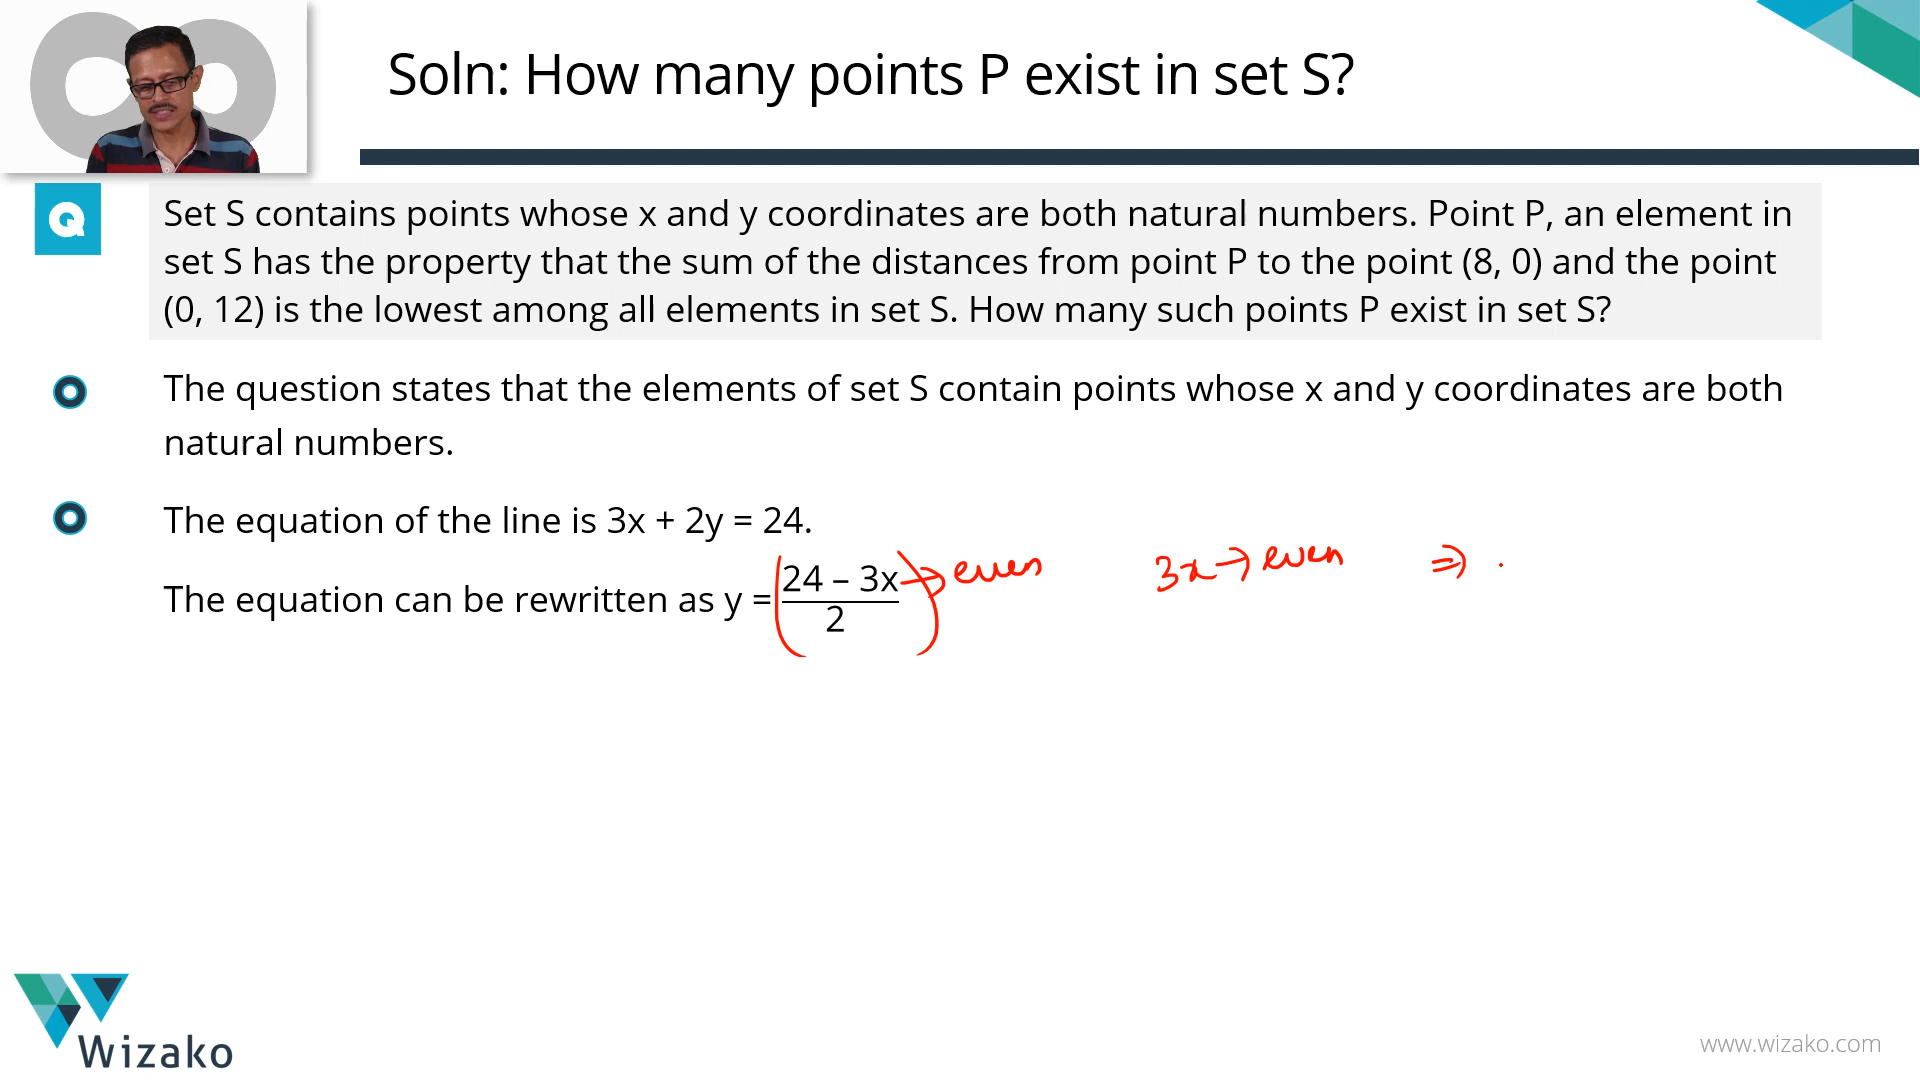 Soln: How many points P exist in set S?
Q
Set S contains points whose x and y coordinates are both natural numbers. Point P, an element in
set S has the property that the sum of the distances from point P to the point (8, 0) and the point
(0, 12) is the lowest among all elements in set S. How many such points P exist in set S?
The question states that the elements of set S contain points whose x and y coordinates are both
natural numbers.
The equation of the line is 3x + 2y = 24.
The equation can be rewritten as y = (24 – 3x / 2) → even 3x → even ⇒
Wizako
www.wizako.com